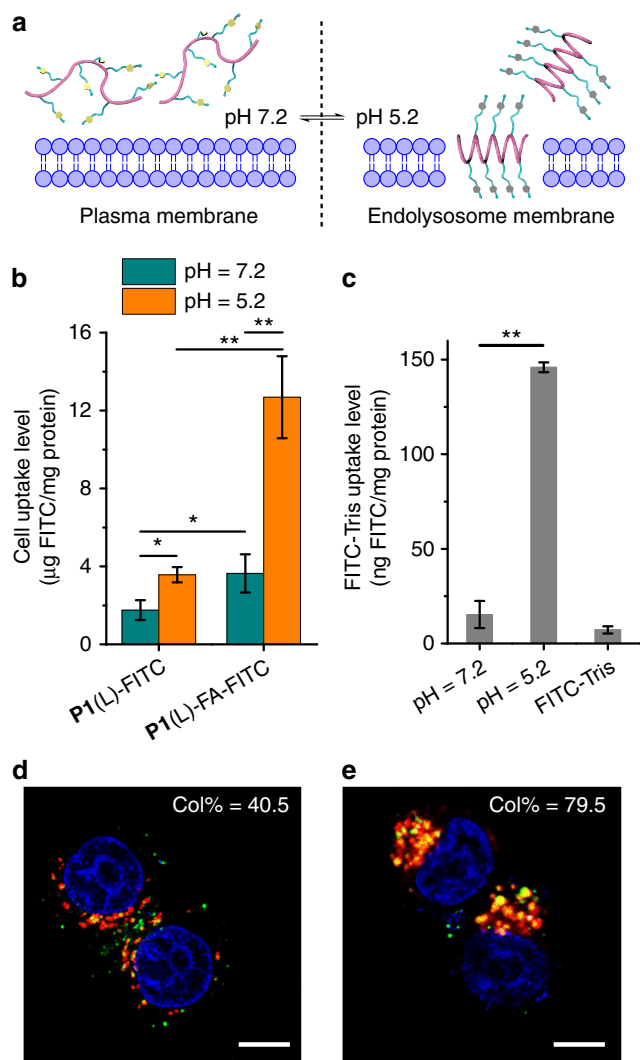 a
pH 7.2
pH 5.2
Plasma membrane
Endolysosome membrane
b
pH = 7.2
pH = 5.2
Cell uptake level
(μg FITC/mg protein)
16
12
8
4
0
**
**
*
*
P1(L)-FITC
P1(L)-FA-FITC
c
FITC-Tris uptake level
(ng FITC/mg protein)
150
100
50
0
**
pH = 7.2
pH = 5.2
FITC-Tris
d
Col% = 40.5
e
Col% = 79.5